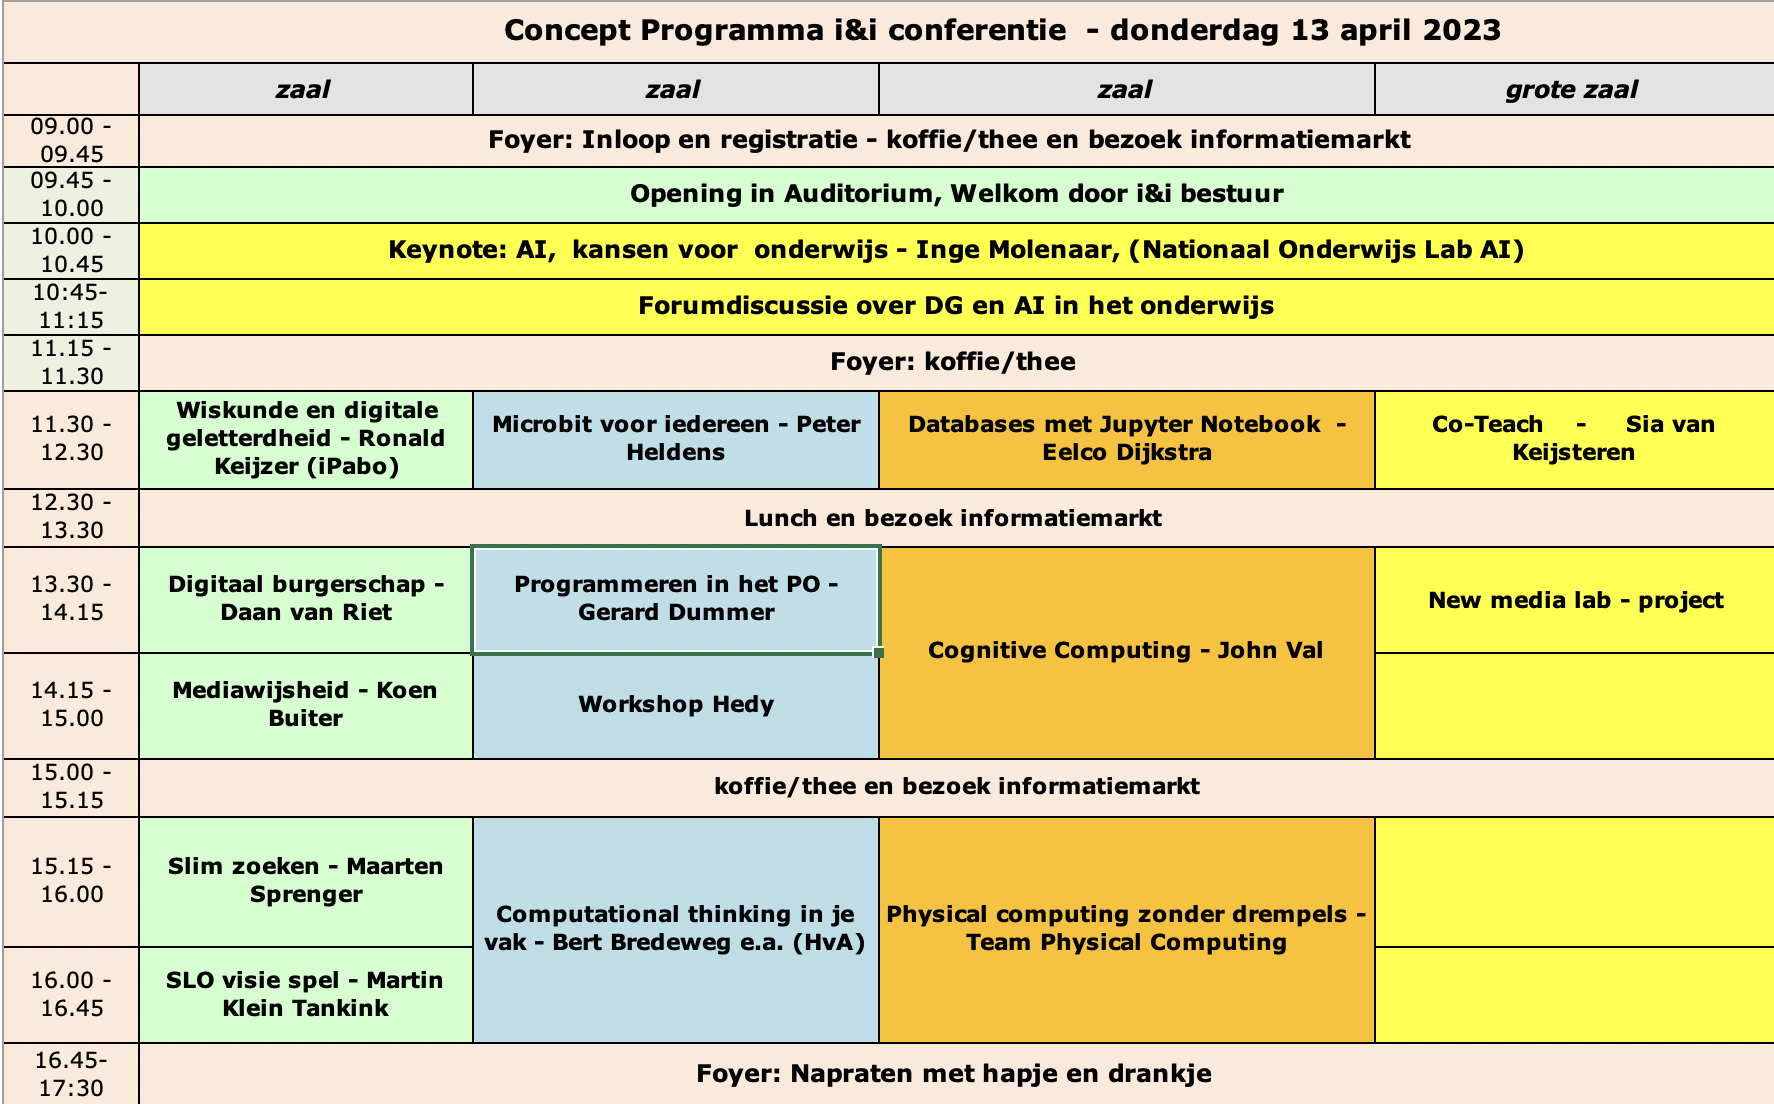 Concept Programma i&i conferentie - donderdag 13 april 2023
zaal
zaal
zaal
grote zaal
09.00 -
09.45
Foyer: Inloop en registratie - koffie/thee en bezoek informatiemarkt
09.45 -
10.00
Opening in Auditorium, Welkom door i&i bestuur
10.00 -
10.45
Keynote: AI, kansen voor onderwijs - Inge Molenaar, (Nationaal Onderwijs Lab AI)
10:45-
11:15
Forumdiscussie over DG en AI in het onderwijs
11.15 -
11.30
Foyer: koffie/thee
11.30 -
12.30
Wiskunde en digitale
geletterdheid - Ronald
Keijzer (iPabo)
Microbit voor iedereen - Peter
Heldens
Databases met Jupyter Notebook -
Eelco Dijkstra
Co-Teach - Sia van
Keijsteren
12.30 -
13.30
Lunch en bezoek informatiemarkt
13.30 -
14.15
Digitaal burgerschap -
Daan van Riet
Programmeren in het PO -
Gerard Dummer
Cognitive Computing - John Val
New media lab - project
14.15 -
15.00
Mediawijsheid - Koen
Buiter
Workshop Hedy
15.00 -
15.15
koffie/thee en bezoek informatiemarkt
15.15 -
16.00
Slim zoeken - Maarten
Sprenger
Computational thinking in je
vak - Bert Bredeweg e.a. (HvA)
Physical computing zonder drempels -
Team Physical Computing
16.00 -
16.45
SLO visie spel - Martin
Klein Tankink
16.45-
17:30
Foyer: Napraten met hapje en drankje